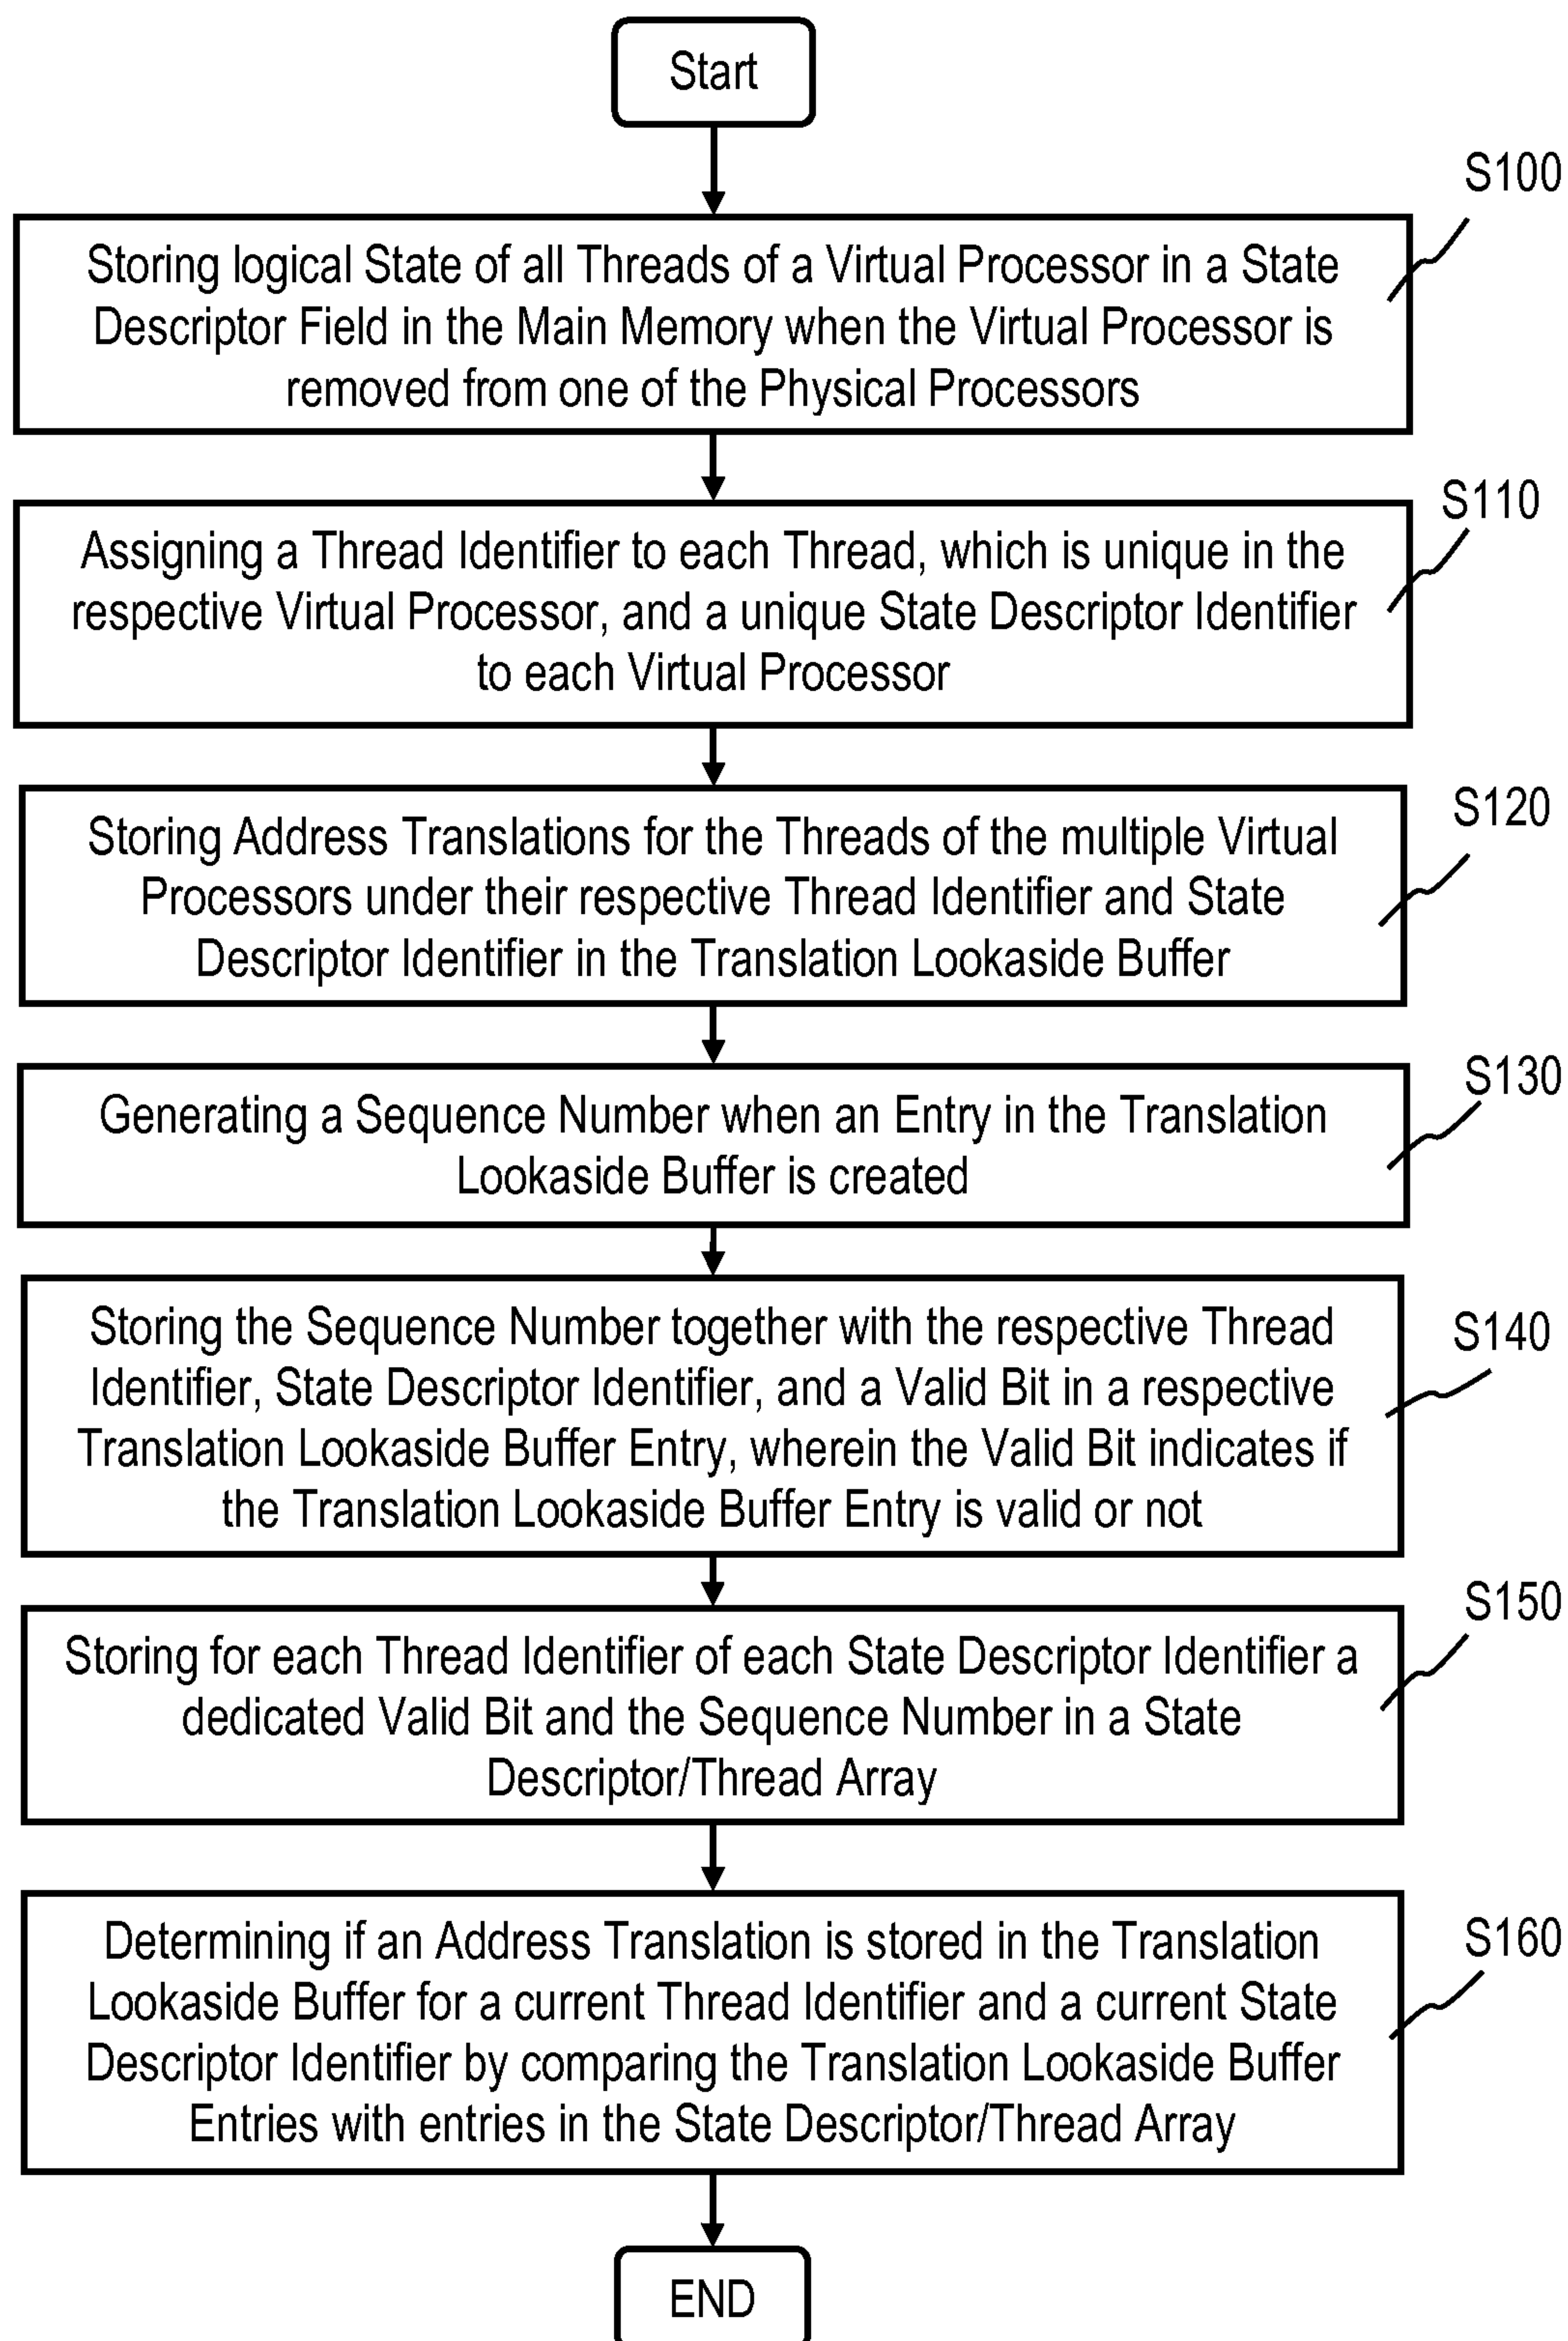 Start
S100
Storing logical State of all Threads of a Virtual Processor in a State
Descriptor Field in the Main Memory when the Virtual Processor is
removed from one of the Physical Processors
S110
Assigning a Thread Identifier to each Thread, which is unique in the
respective Virtual Processor, and a unique State Descriptor Identifier
to each Virtual Processor
S120
Storing Address Translations for the Threads of the multiple Virtual
Processors under their respective Thread Identifier and State
Descriptor Identifier in the Translation Lookaside Buffer
S130
Generating a Sequence Number when an Entry in the Translation
Lookaside Buffer is created
S140
Storing the Sequence Number together with the respective Thread
Identifier, State Descriptor Identifier, and a Valid Bit in a respective
Translation Lookaside Buffer Entry, wherein the Valid Bit indicates if
the Translation Lookaside Buffer Entry is valid or not
S150
Storing for each Thread Identifier of each State Descriptor Identifier a
dedicated Valid Bit and the Sequence Number in a State
Descriptor/Thread Array
S160
Determining if an Address Translation is stored in the Translation
Lookaside Buffer for a current Thread Identifier and a current State
Descriptor Identifier by comparing the Translation Lookaside Buffer
Entries with entries in the State Descriptor/Thread Array
END